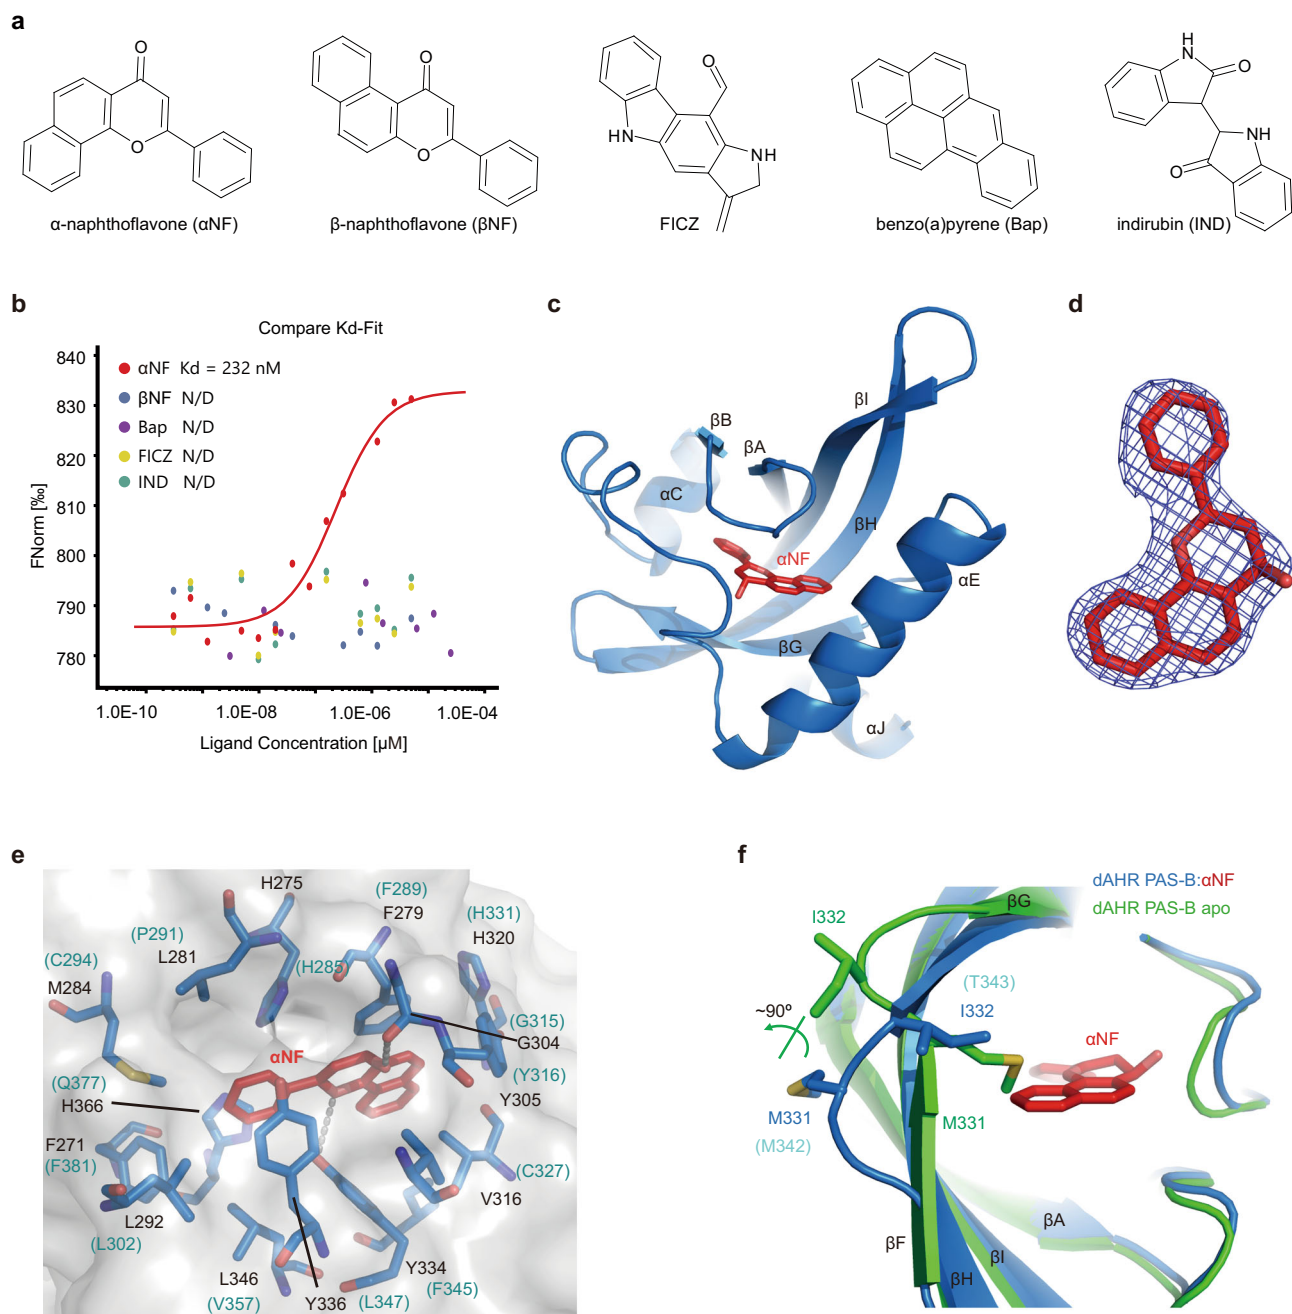 a
O
O
α-naphthoflavone (αNF)
O
O
β-naphthoflavone (βNF)
O
HN
NH
FICZ
benzo(a)pyrene (Bap)
H
N
O
NH
O
indirubin (IND)
b
Compare Kd-Fit
FNorm [‰]
840
830
820
810
800
790
780
αNF Kd = 232 nM
βNF N/D
Bap N/D
FICZ N/D
IND N/D
1.0E-10
1.0E-08
1.0E-06
1.0E-04
Ligand Concentration [µM]
c
βI
βB
βA
αC
βH
αNF
αE
βG
αJ
d
e
H275
(F289)
F279
(H331)
H320
(P291)
L281
(C294)
M284
(H285)
(G315)
G304
αNF
(Q377)
H366
(Y316)
Y305
F271
(F381)
(C327)
V316
L292
(L302)
L346
(V357)
Y336
(L347)
Y334
(F345)
f
dAHR PAS-B:αNF
dAHR PAS-B apo
βG
I332
(T343)
I332
~90º
αNF
M331
(M342)
M331
βA
βF
βI
βH